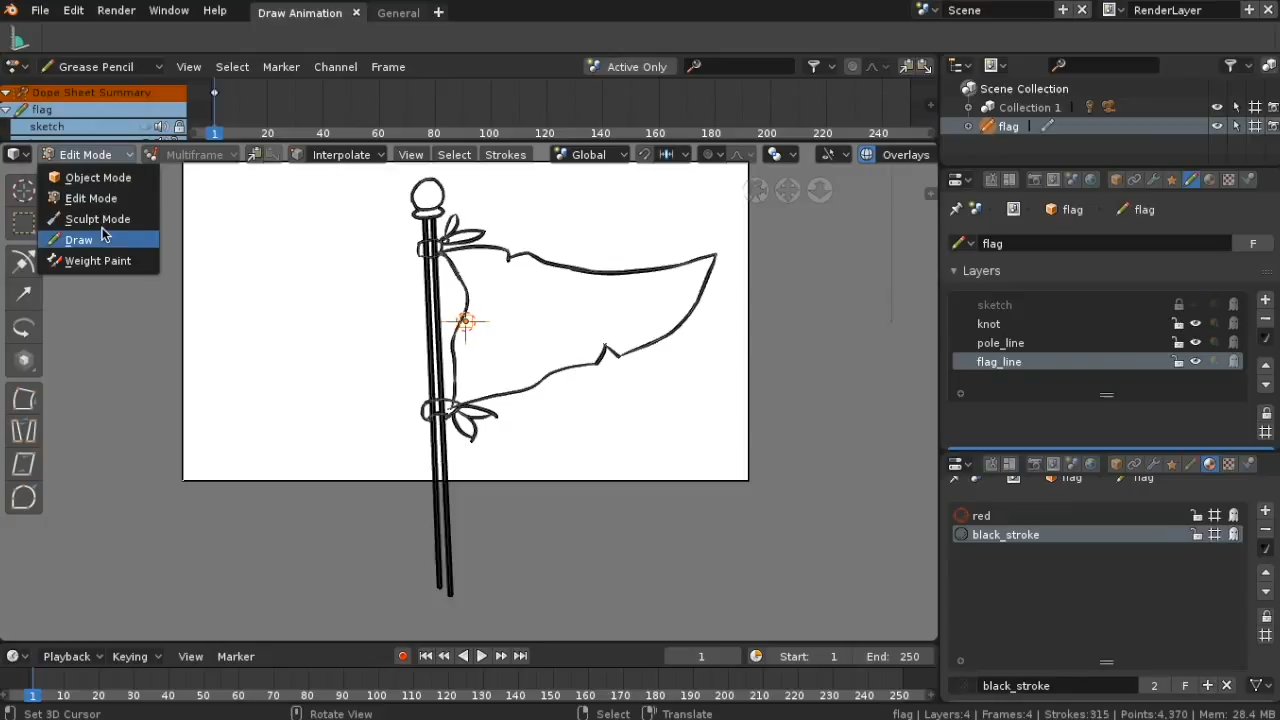 File Edit Render Window Help Draw Animation General Scene RenderLayer
Grease Pencil View Select Marker Channel Frame Active Only
Dope Sheet Summary
flag
sketch
1 20 40 60 80 100 120 140 160 180 200 220 240
Edit Mode Multiframe Interpolate View Select Strokes Global Overlays
Object Mode
Edit Mode
Sculpt Mode
Draw
Weight Paint
Scene Collection
Collection 1
flag
flag flag
flag F
Layers
sketch
knot
pole_line
flag_line
flag flag
red
black_stroke
black_stroke 2 F
Playback Keying View Marker 1 Start: 1 End: 250
1 10 20 30 40 50 60 70 80 90 100 110 120 130 140 150 160 170 180 190 200 210 220 230 240 250
Set 3D Cursor Rotate View Select Translate flag | Layers:4 | Frames:4 | Strokes:315 | Points:4,370 | Mem: 28.4 MB